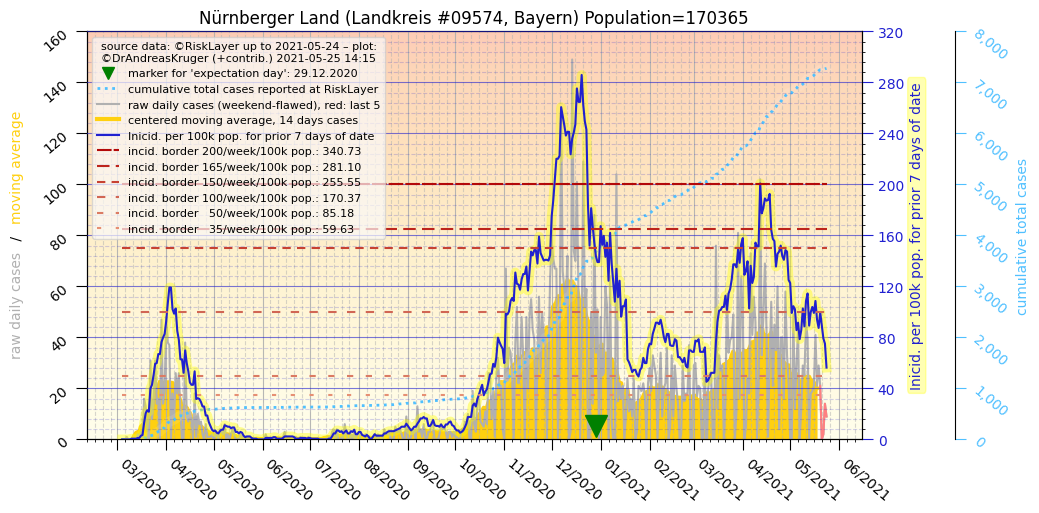 Nürnberger Land (Landkreis #09574, Bayern) Population=170365
source data: ©RiskLayer up to 2021-05-24 – plot:
©DrAndreasKruger (+contrib.) 2021-05-25 14:15
marker for 'expectation day': 29.12.2020
cumulative total cases reported at RiskLayer
raw daily cases (weekend-flawed), red: last 5
centered moving average, 14 days cases
Inicid. per 100k pop. for prior 7 days of date
incid. border 200/week/100k pop.: 340.73
incid. border 165/week/100k pop.: 281.10
incid. border 150/week/100k pop.: 255.55
incid. border 100/week/100k pop.: 170.37
incid. border   50/week/100k pop.: 85.18
incid. border   35/week/100k pop.: 59.63
raw daily cases / moving average
160
140
120
100
80
60
40
20
0
320
280
240
200
160
120
80
40
0
Inicid. per 100k pop. for prior 7 days of date
8,000
7,000
6,000
5,000
4,000
3,000
2,000
1,000
0
cumulative total cases
03/2020
04/2020
05/2020
06/2020
07/2020
08/2020
09/2020
10/2020
11/2020
12/2020
01/2021
02/2021
03/2021
04/2021
05/2021
06/2021